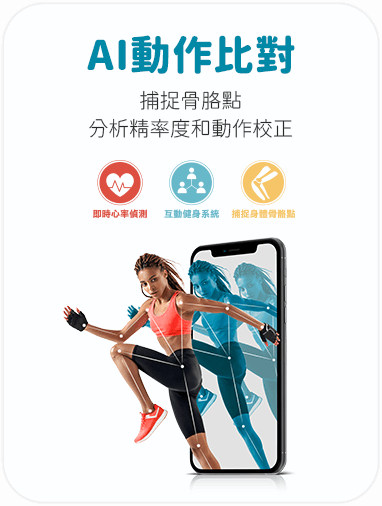 AI動作比對
捕捉骨胳點
分析精率度和動作校正
即時心率偵測
互動健身系統
捕捉身體骨骼點